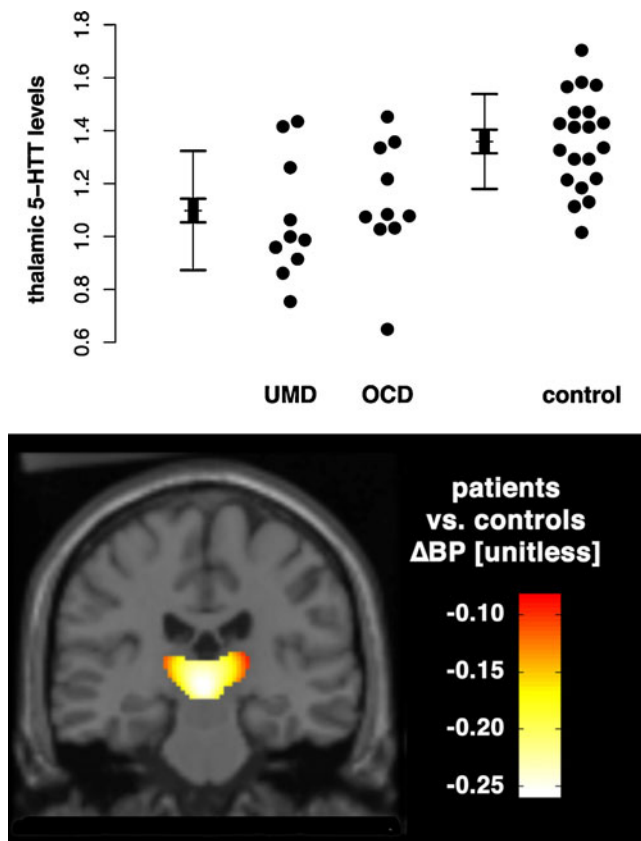 thalamic 5–HTT levels
1.8
1.6
1.4
1.2
1.0
0.8
0.6
UMD
OCD
control
patients
vs. controls
ΔBP [unitless]
-0.10
-0.15
-0.20
-0.25